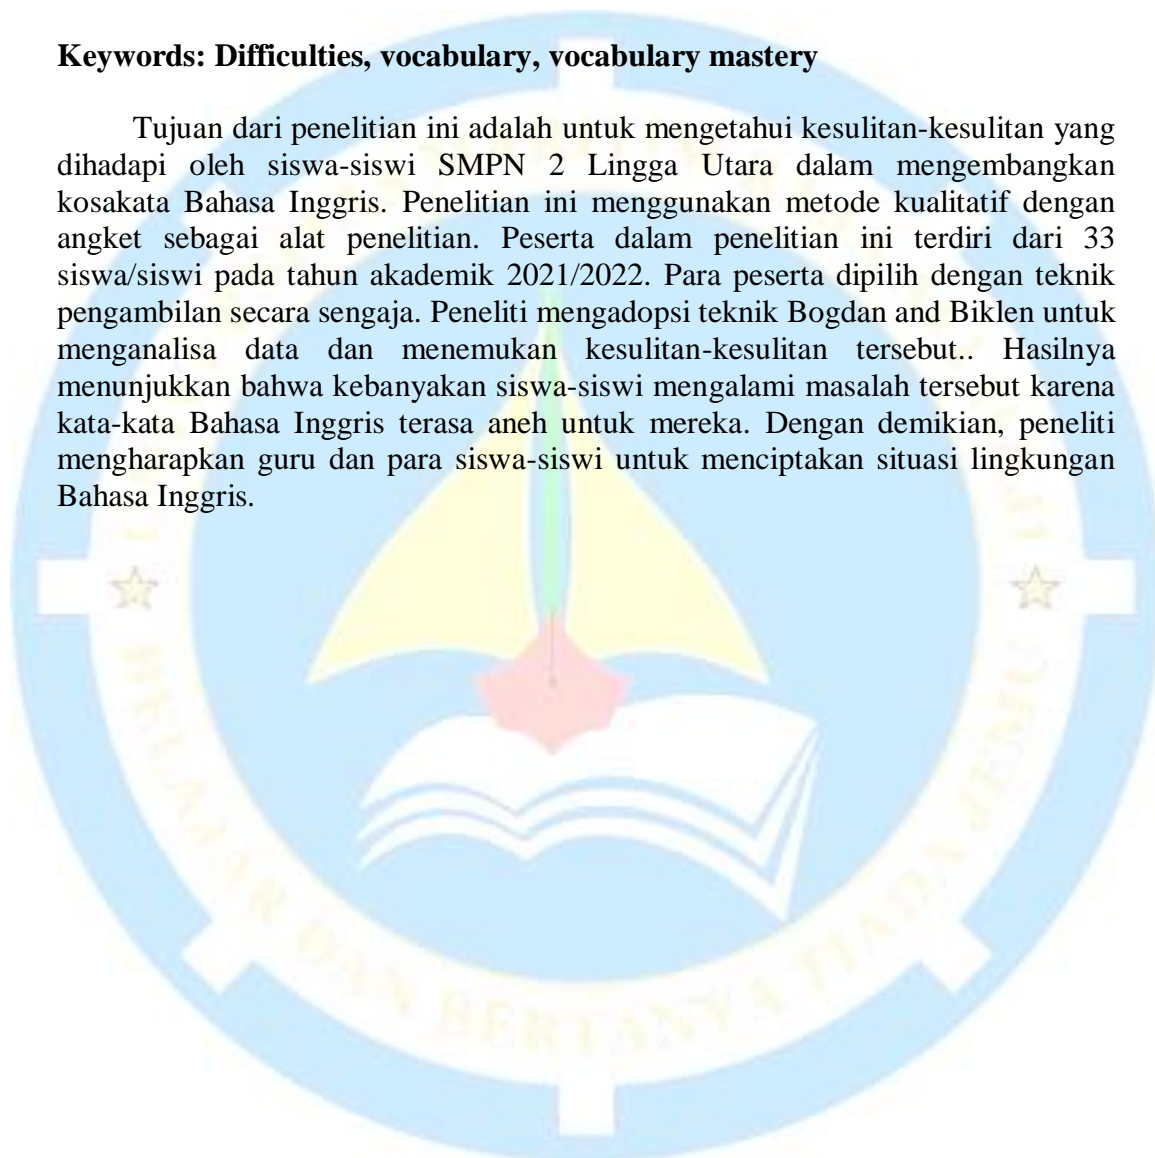 Keywords: Difficulties, vocabulary, vocabulary mastery
Tujuan dari penelitian ini adalah untuk mengetahui kesulitan-kesulitan yang
dihadapi oleh siswa-siswi SMPN 2 Lingga Utara dalam mengembangkan
kosakata Bahasa Inggris. Penelitian ini menggunakan metode kualitatif dengan
angket sebagai alat penelitian. Peserta dalam penelitian ini terdiri dari 33
siswa/siswi pada tahun akademik 2021/2022. Para peserta dipilih dengan teknik
pengambilan secara sengaja. Peneliti mengadopsi teknik Bogdan and Biklen untuk
menganalisa data dan menemukan kesulitan-kesulitan tersebut.. Hasilnya
menunjukkan bahwa kebanyakan siswa-siswi mengalami masalah tersebut karena
kata-kata Bahasa Inggris terasa aneh untuk mereka. Dengan demikian, peneliti
mengharapkan guru dan para siswa-siswi untuk menciptakan situasi lingkungan
Bahasa Inggris.
BELAJAR DAN BERTANYA TIADA JEMU